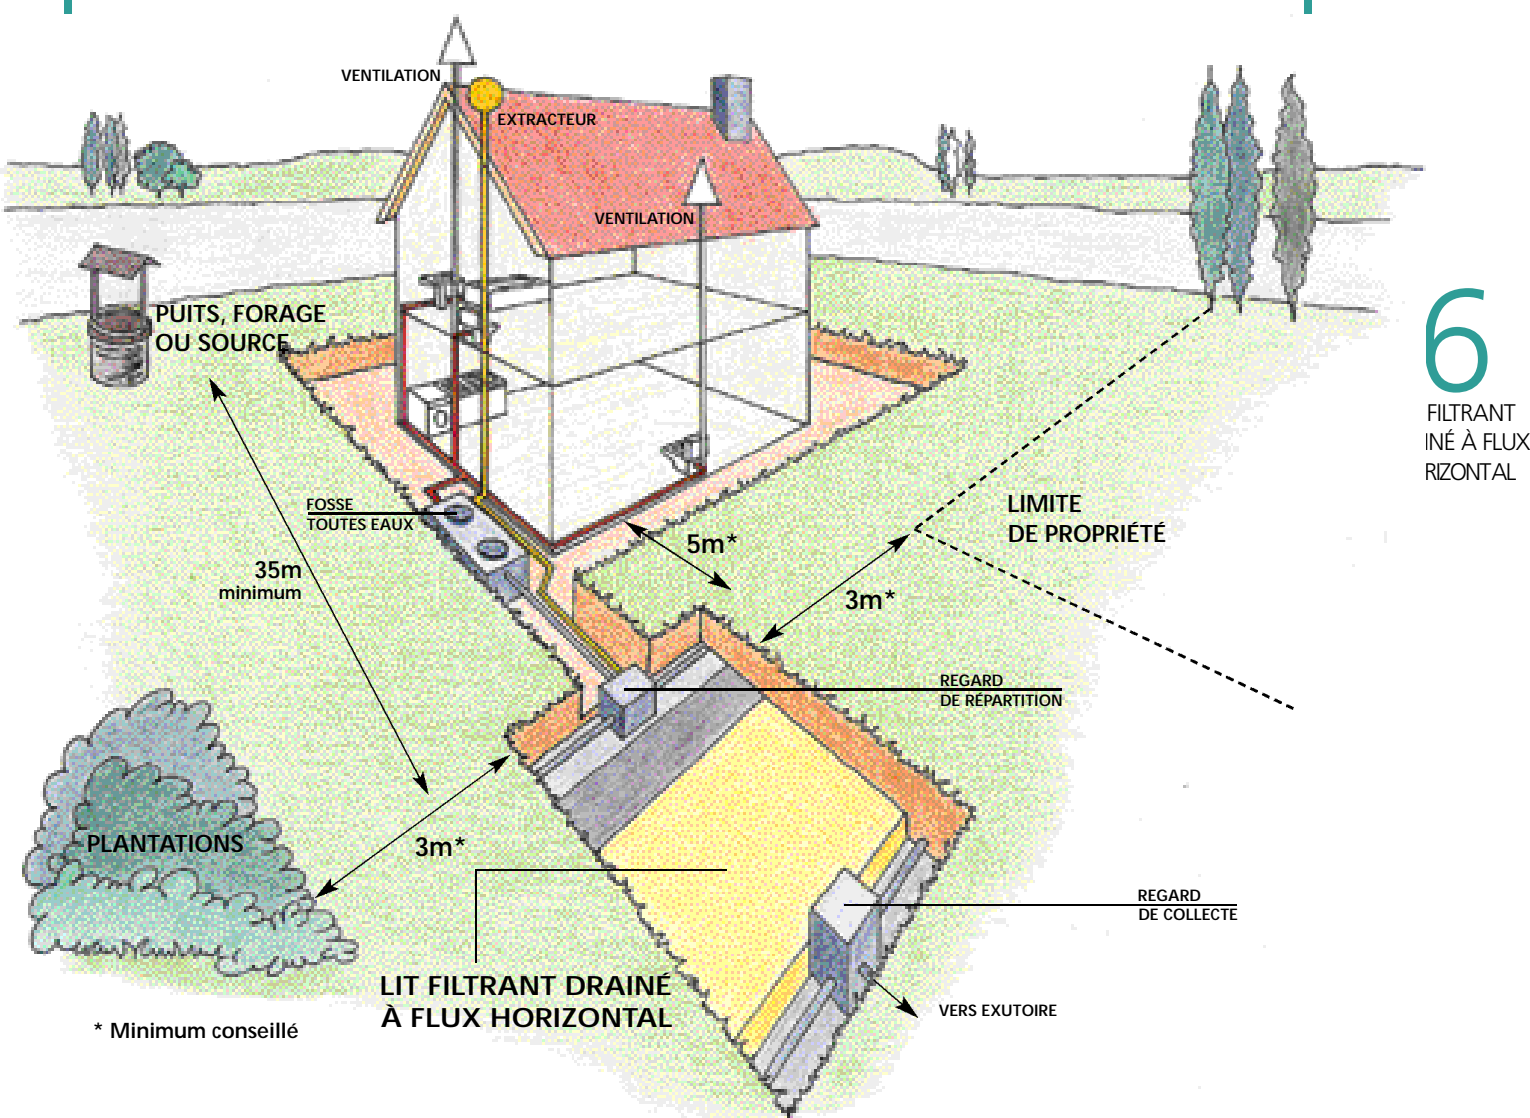 VENTILATION
EXTRACTEUR
VENTILATION
PUITS, FORAGE
OU SOURCE
6
FILTRANT
INÉ À FLUX
RIZONTAL
FOSSE
TOUTES EAUX
LIMITE
DE PROPRIÉTÉ
5m*
35m
minimum
3m*
REGARD
DE RÉPARTITION
PLANTATIONS
3m*
REGARD
DE COLLECTE
LIT FILTRANT DRAINÉ
À FLUX HORIZONTAL
VERS EXUTOIRE
* Minimum conseillé